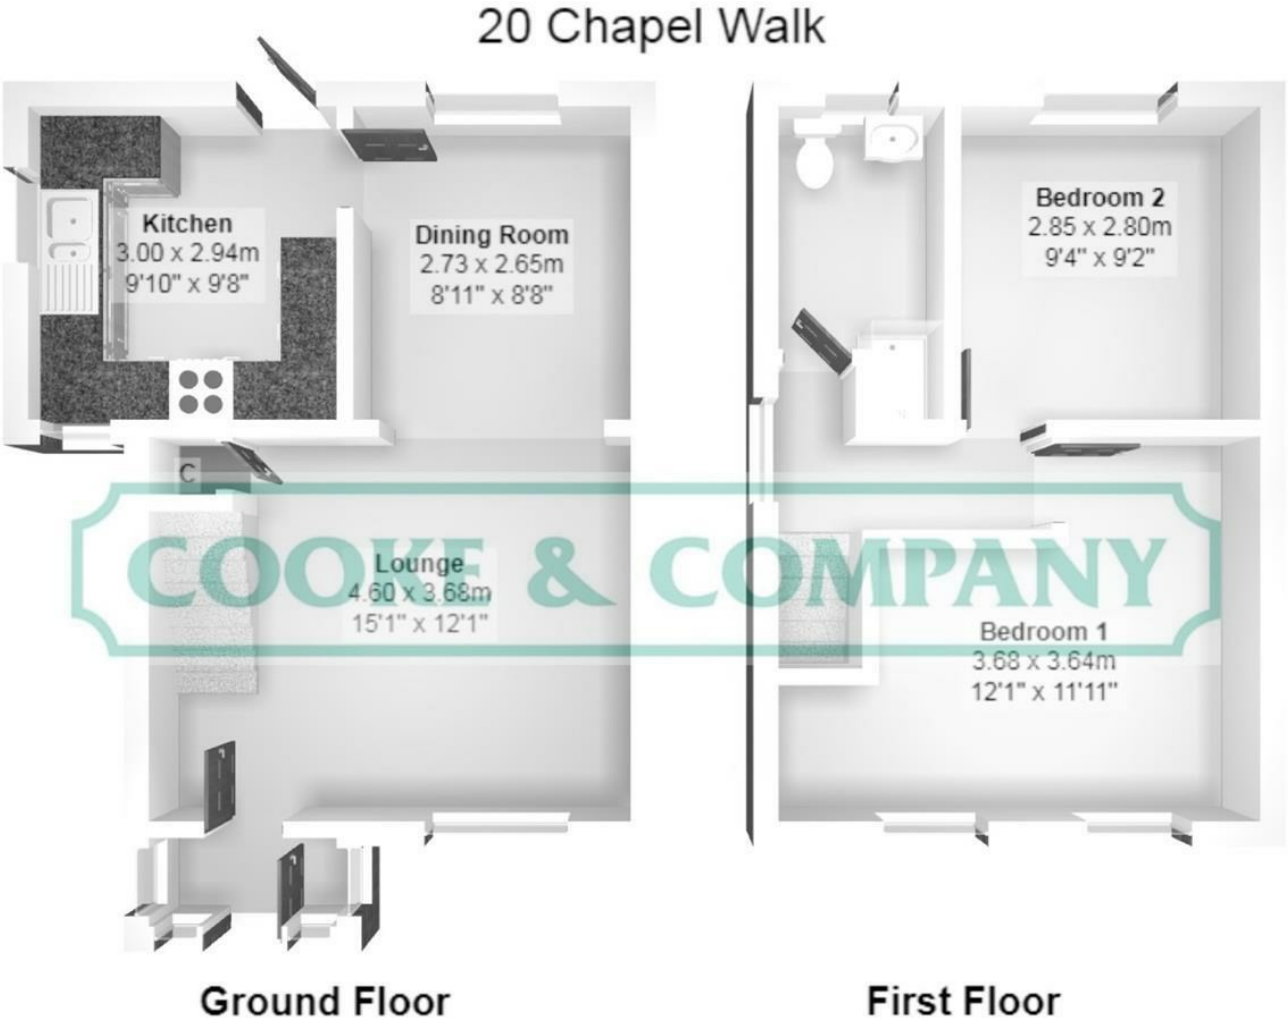 20 Chapel Walk
Kitchen
3.00 x 2.94m
9'10" x 9'8"
Dining Room
2.73 x 2.65m
8'11" x 8'8"
Bedroom 2
2.85 x 2.80m
9'4" x 9'2"
C
COOKE & COMPANY
Lounge
4.60 x 3.68m
15'1" x 12'1"
Bedroom 1
3.68 x 3.64m
12'1" x 11'11"
Ground Floor
First Floor